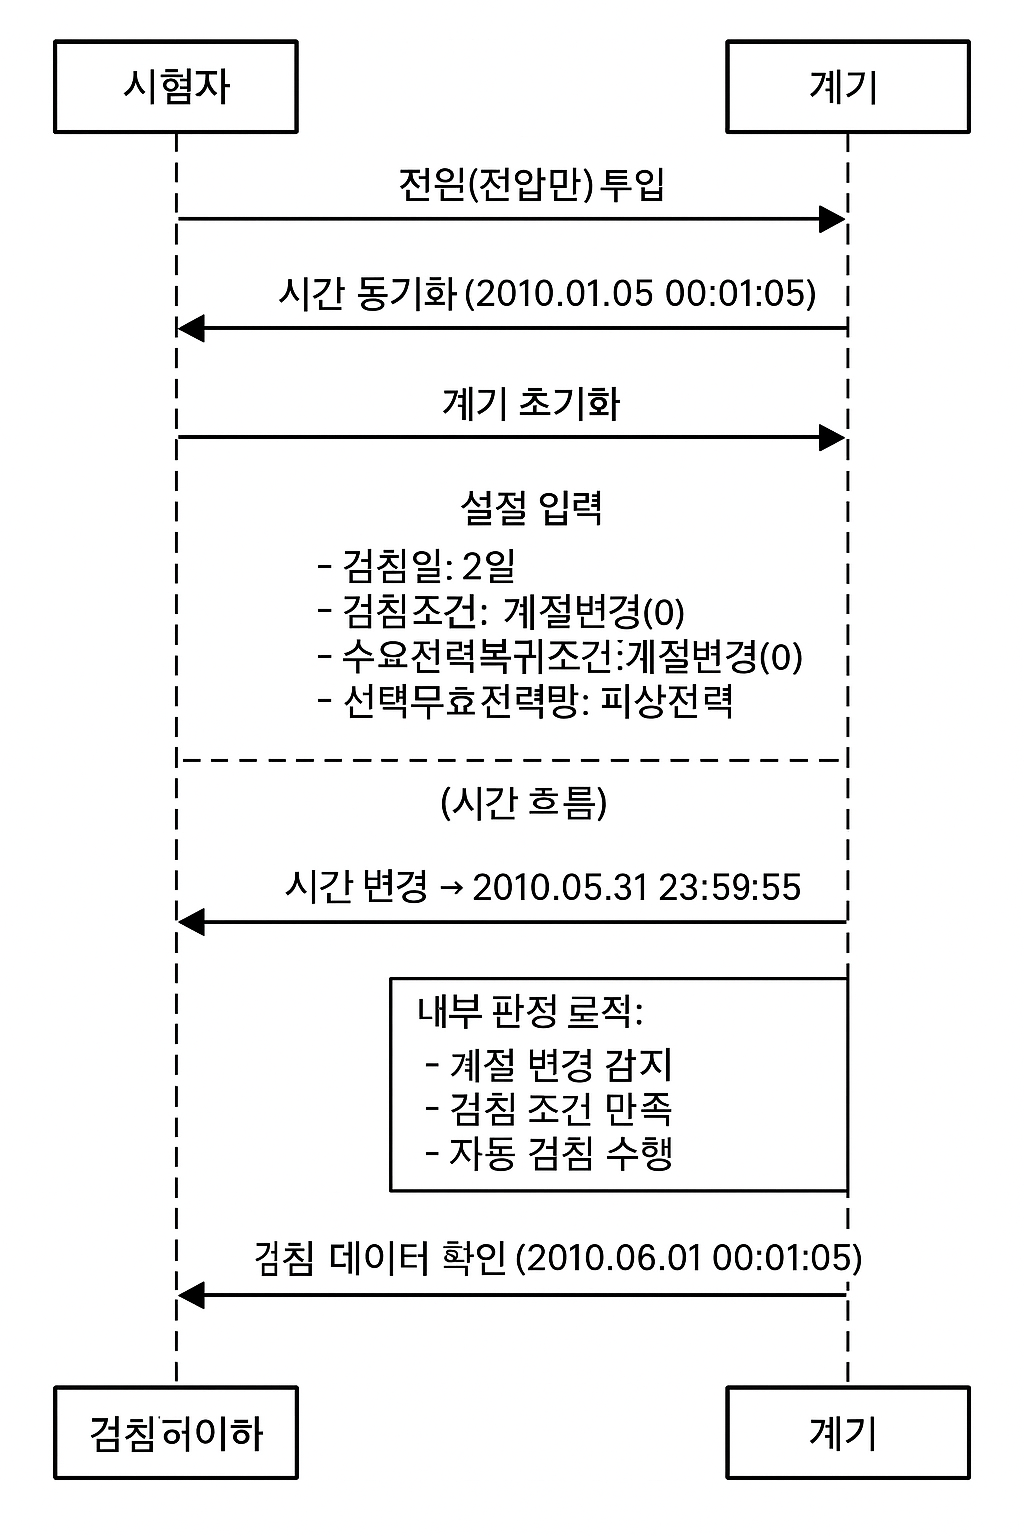 시험자
계기
전읜(전압만) 투입
시간 동기화 (2010.01.05 00:01:05)
계기 초기화
설절 입력
- 검침일: 2일
- 검침조건: 계절변경(0)
- 수요전력복귀조건:계절변경(0)
- 선택무효전력망: 피상전력
(시간 흐름)
시간 변경 → 2010.05.31 23:59:55
내부 판정 로직:
- 계절 변경 감지
- 검침 조건 만족
- 자동 검침 수행
검침 데이터 확인 (2010.06.01 00:01:05)
검침허이하
계기